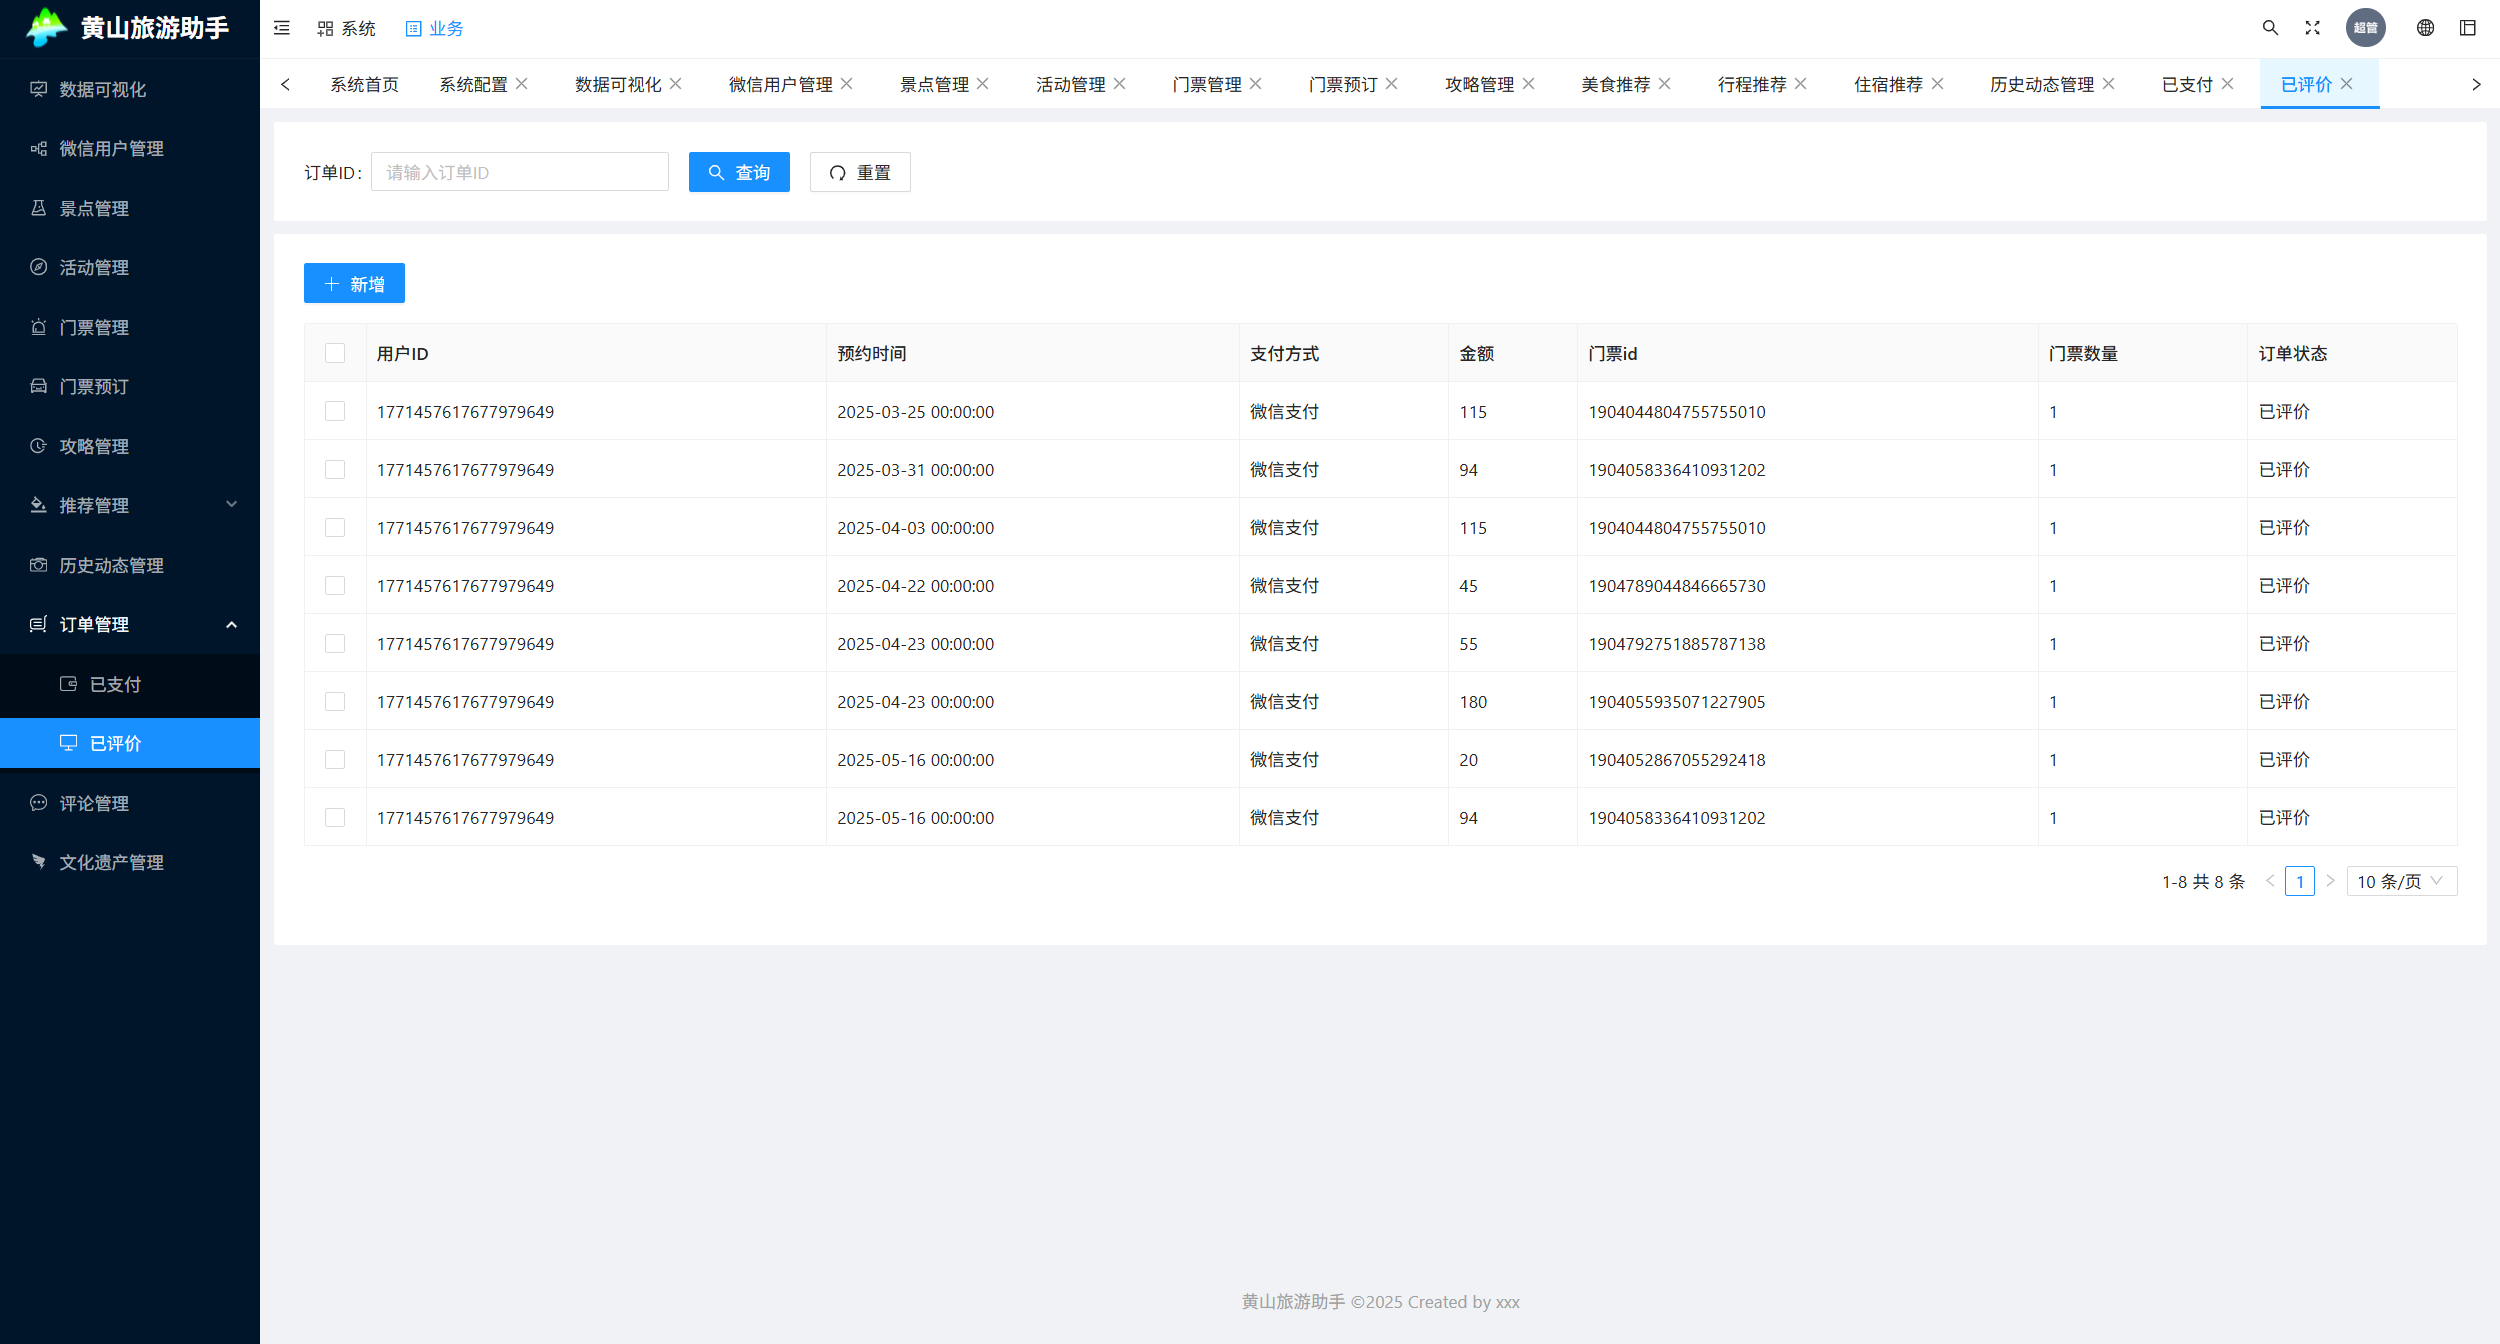 黄山旅游助手
系统 业务
超管
系统首页 系统配置 数据可视化 微信用户管理 景点管理 活动管理 门票管理 门票预订 攻略管理 美食推荐 行程推荐 住宿推荐 历史动态管理 已支付 已评价
数据可视化
微信用户管理
景点管理
活动管理
门票管理
门票预订
攻略管理
推荐管理
历史动态管理
订单管理
已支付
已评价
评论管理
文化遗产管理
订单ID: 请输入订单ID 查询 重置
新增
用户ID 预约时间 支付方式 金额 门票id 门票数量 订单状态
1771457617677979649 2025-03-25 00:00:00 微信支付 115 1904044804755755010 1 已评价
1771457617677979649 2025-03-31 00:00:00 微信支付 94 1904058336410931202 1 已评价
1771457617677979649 2025-04-03 00:00:00 微信支付 115 1904044804755755010 1 已评价
1771457617677979649 2025-04-22 00:00:00 微信支付 45 1904789044846665730 1 已评价
1771457617677979649 2025-04-23 00:00:00 微信支付 55 1904792751885787138 1 已评价
1771457617677979649 2025-04-23 00:00:00 微信支付 180 1904055935071227905 1 已评价
1771457617677979649 2025-05-16 00:00:00 微信支付 20 1904052867055292418 1 已评价
1771457617677979649 2025-05-16 00:00:00 微信支付 94 1904058336410931202 1 已评价
1-8 共 8 条 1 10 条/页
黄山旅游助手 ©2025 Created by xxx